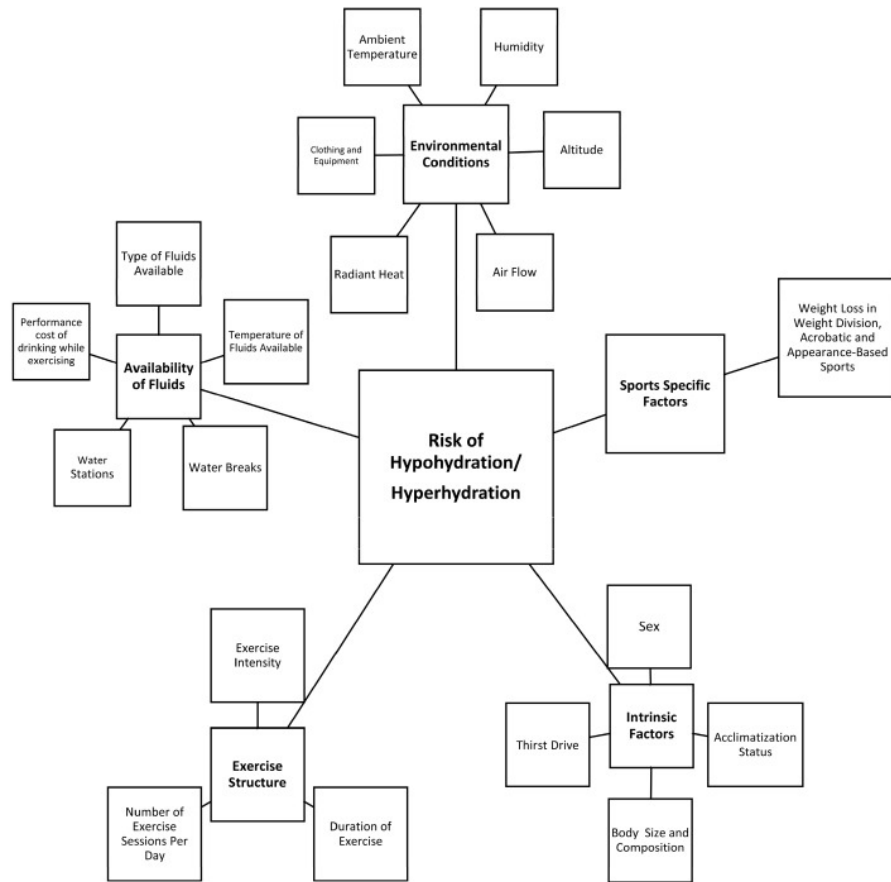 Ambient
Temperature
Humidity
Environmental
Conditions
Clothing and
Equipment
Altitude
Radiant Heat
Air Flow
Type of Fluids
Available
Performance
cost of
drinking while
exercising
Temperature of
Fluids Available
Availability
of Fluids
Water
Stations
Water Breaks
Weight Loss in
Weight Division,
Acrobatic and
Appearance-Based
Sports
Sports Specific
Factors
Risk of
Hypohydration/
Hyperhydration
Exercise
Intensity
Exercise
Structure
Number of
Exercise
Sessions Per
Day
Duration of
Exercise
Sex
Intrinsic
Factors
Thirst Drive
Acclimatization
Status
Body Size and
Composition